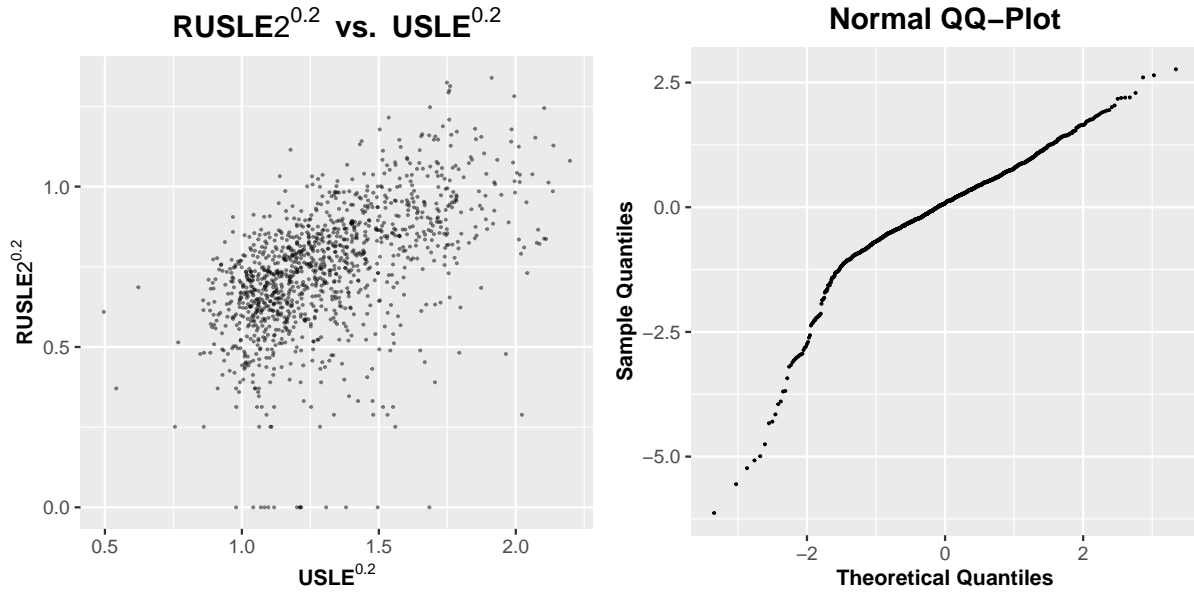 RUSLE2^0.2 vs. USLE^0.2
1.0
0.5
0.0
RUSLE2^0.2
0.5 1.0 1.5 2.0
USLE^0.2
Normal QQ−Plot
2.5
0.0
−2.5
−5.0
Sample Quantiles
−2 0 2
Theoretical Quantiles